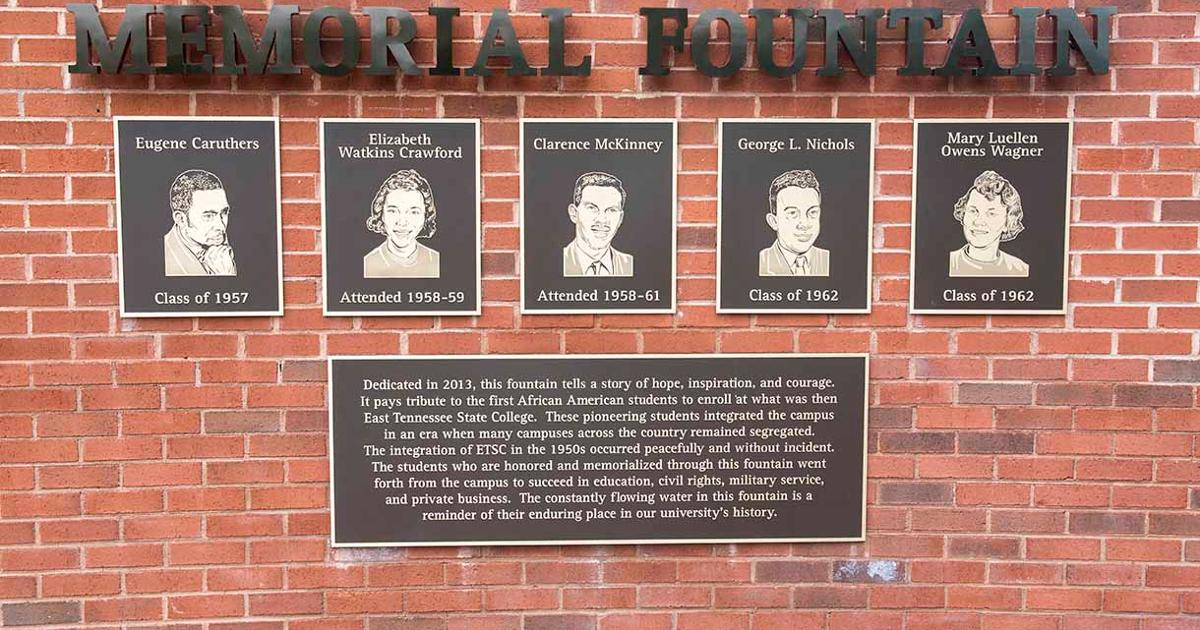 MEMORIAL FOUNTAIN
Eugene Caruthers
Class of 1957
Elizabeth
Watkins Crawford
Attended 1958-59
Clarence McKinney
Attended 1958-61
George L. Nichols
Class of 1962
Mary Luellen
Owens Wagner
Class of 1962
Dedicated in 2013, this fountain tells a story of hope, inspiration, and courage.
It pays tribute to the first African American students to enroll at what was then
East Tennessee State College. These pioneering students integrated the campus
in an era when many campuses across the country remained segregated.
The integration of ETSC in the 1950s occurred peacefully and without incident.
The students who are honored and memorialized through this fountain went
forth from the campus to succeed in education, civil rights, military service,
and private business. The constantly flowing water in this fountain is a
reminder of their enduring place in our university's history.